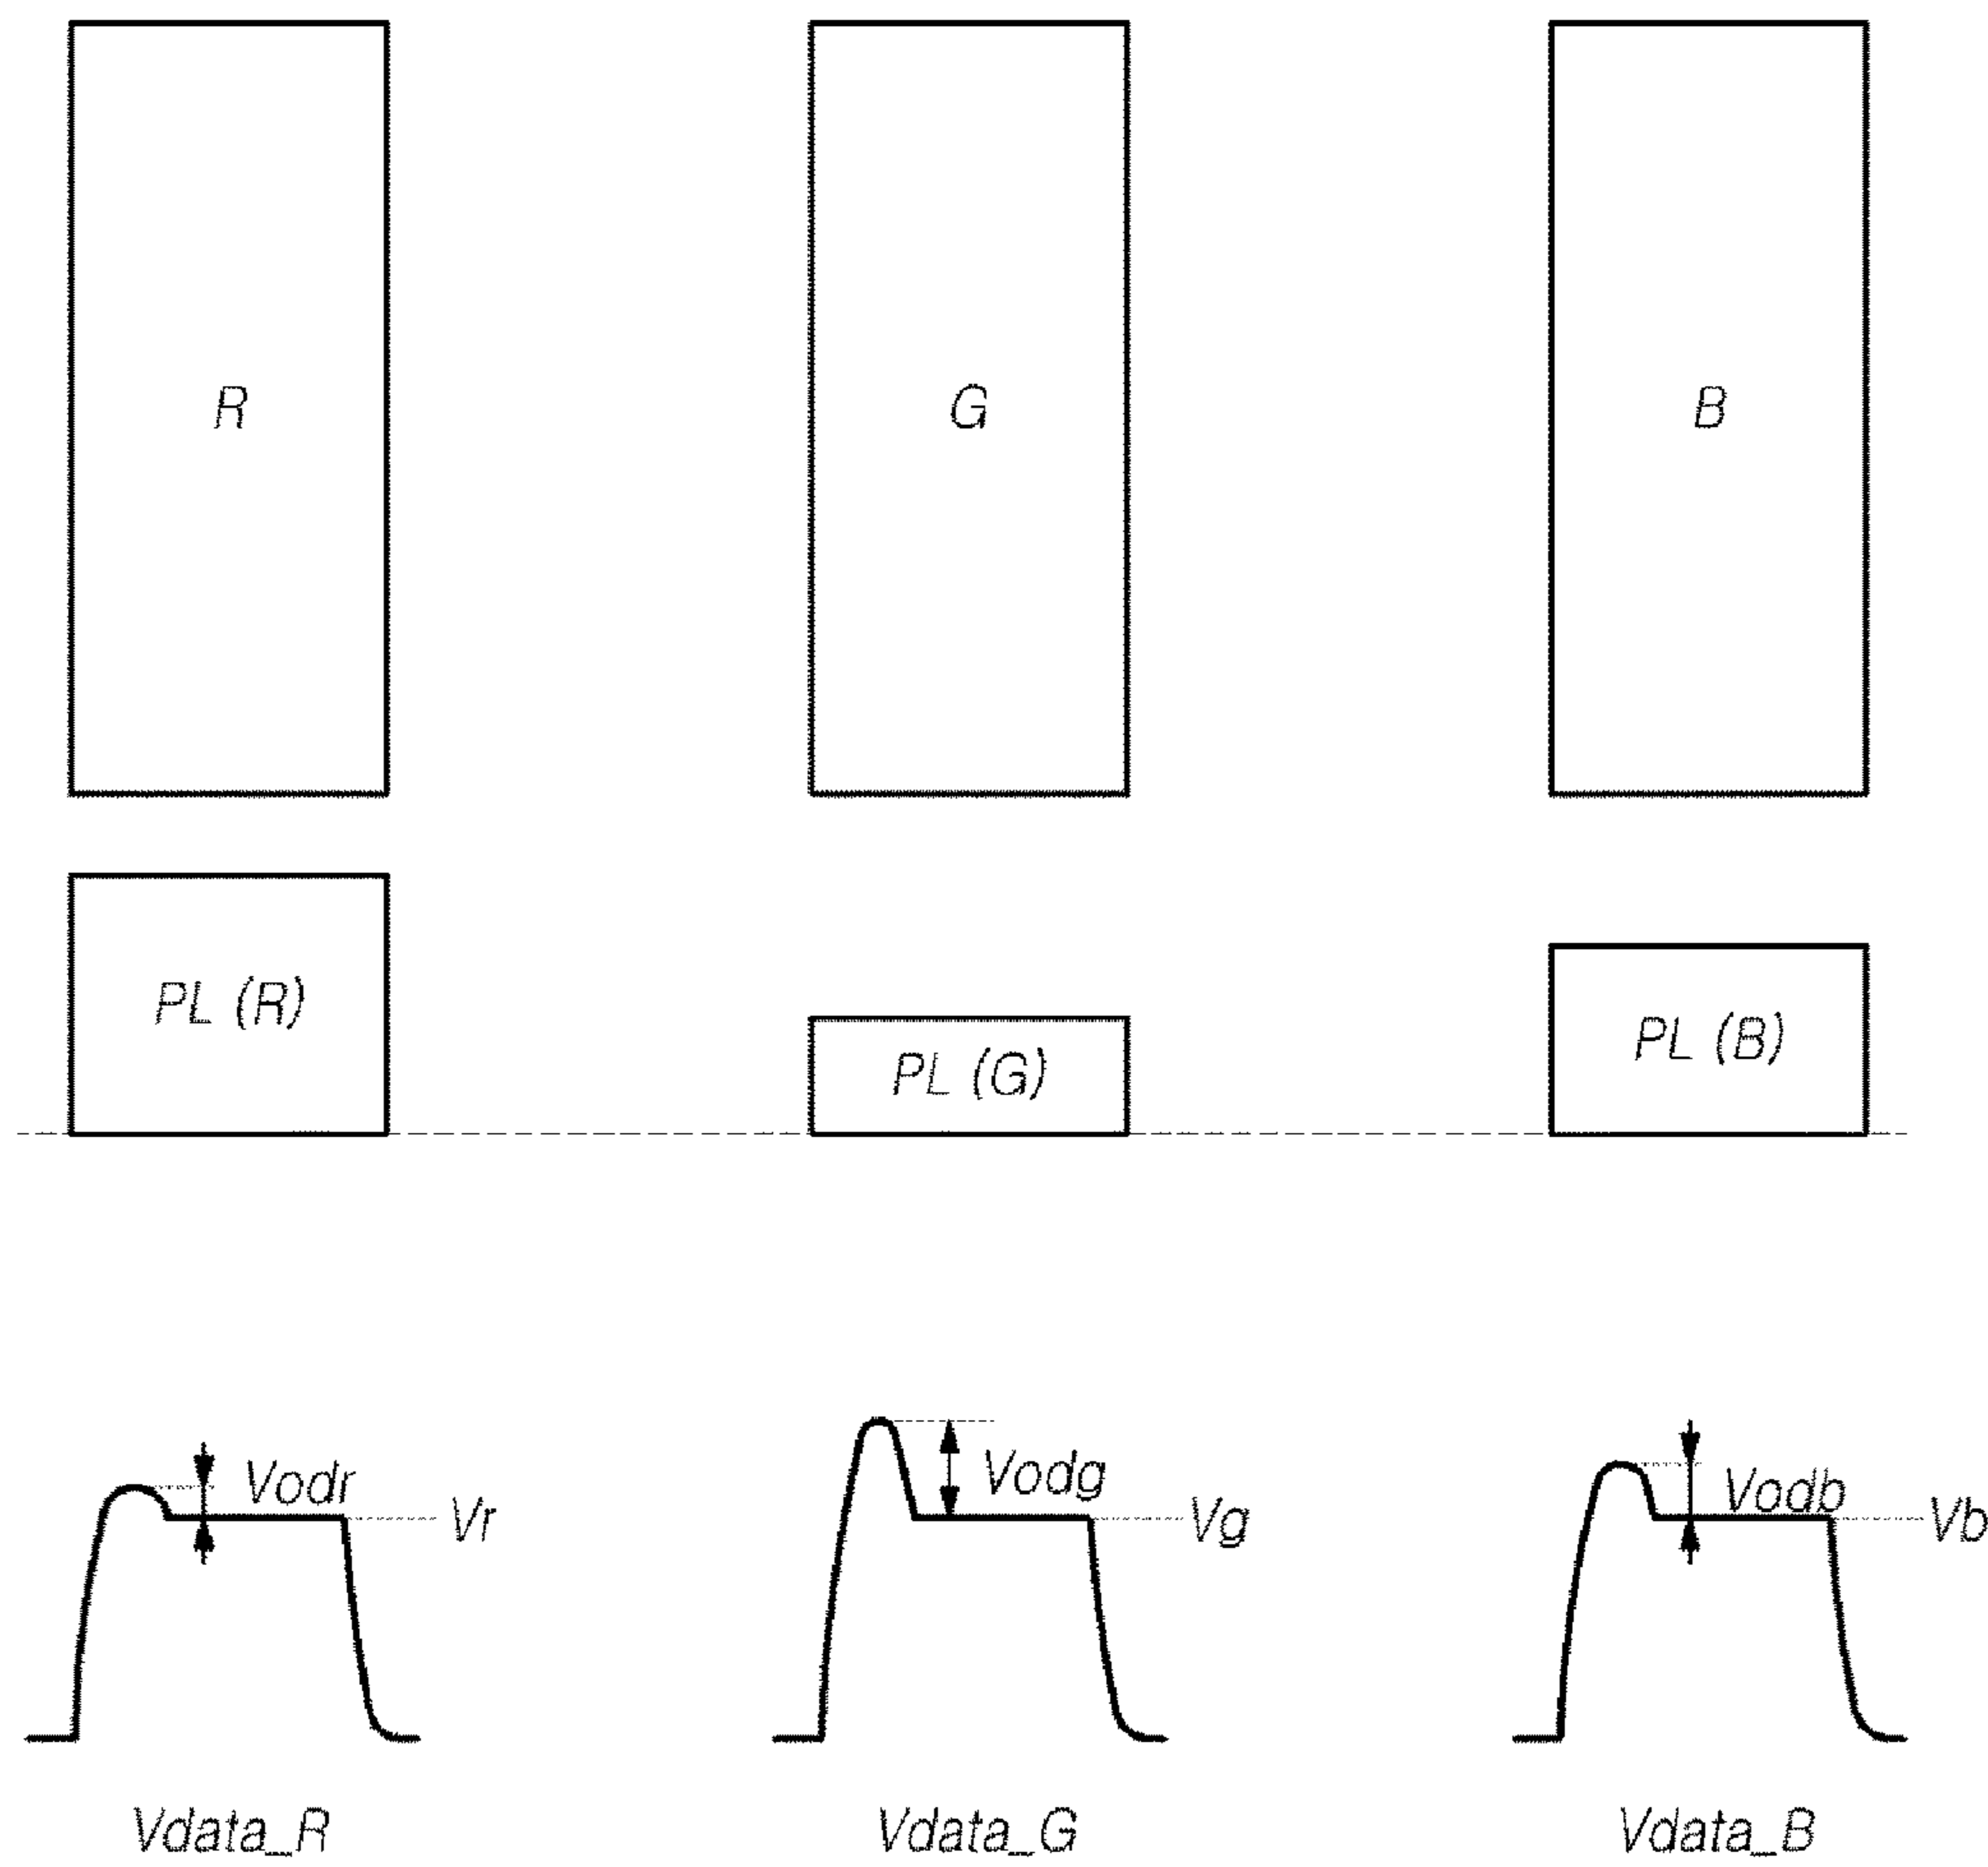 R G B
PL (R)
PL (G)
PL (B)
Vodr
Vr
Vodg
Vg
Vodb
Vb
Vdata_R Vdata_G Vdata_B